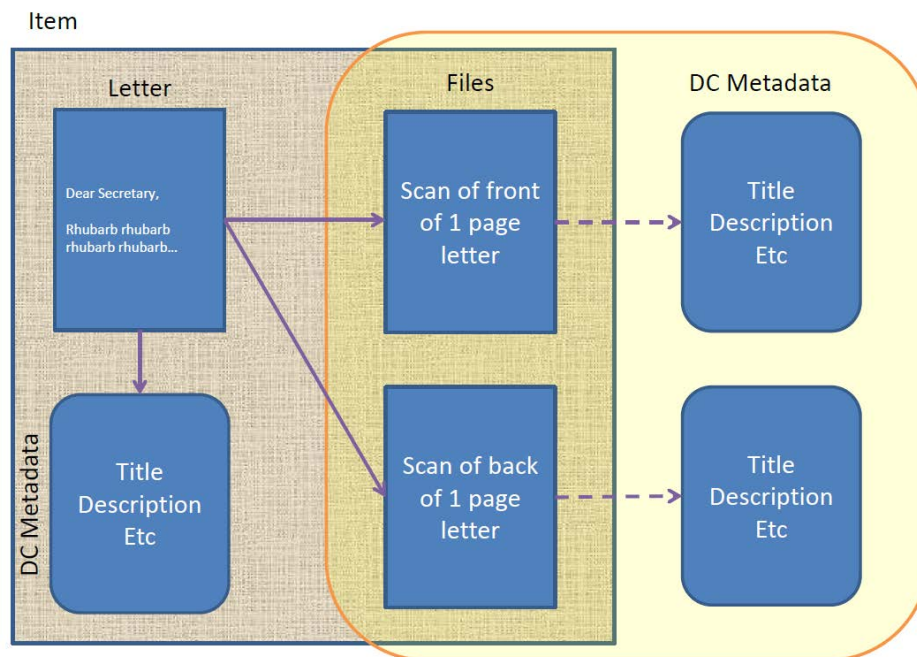 Item
Letter
Files
DC Metadata
Dear Secretary,
Rhubarb rhubarb
rhubarb rhubarb...
Scan of front
of 1 page
letter
Title
Description
Etc
DC Metadata
Title
Description
Etc
Scan of back
of 1 page
letter
Title
Description
Etc